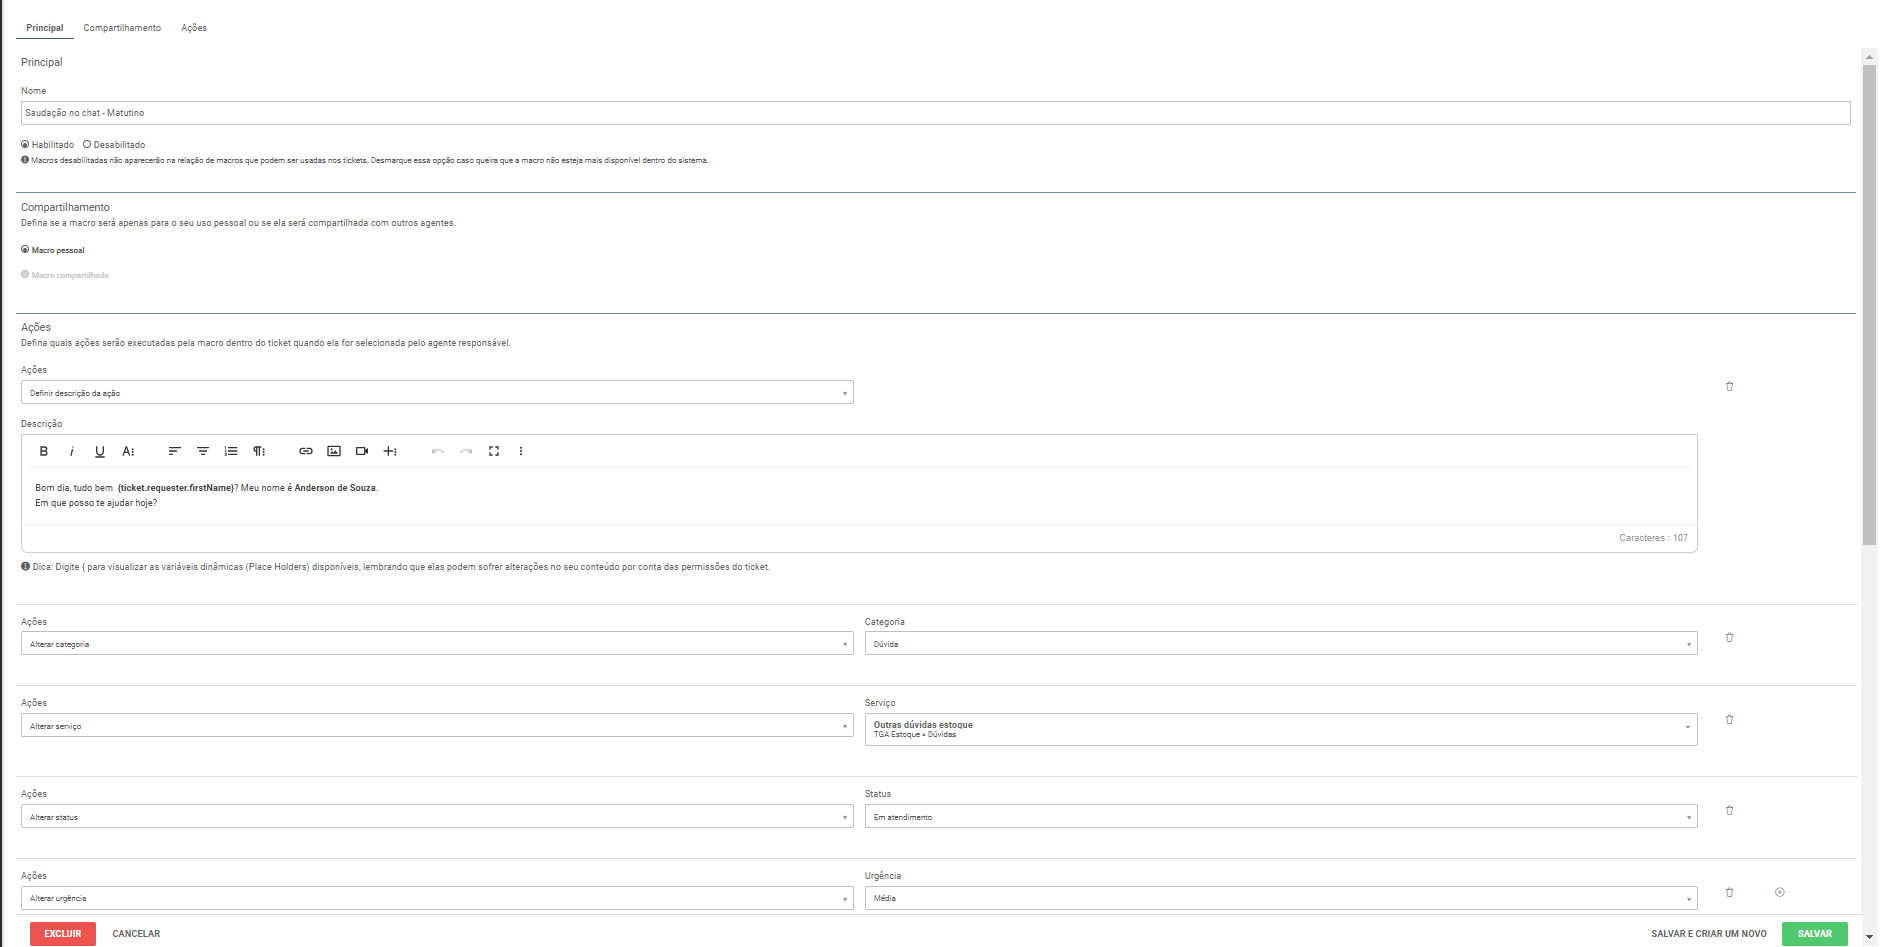 Principal Compartilhamento Ações
Principal
Nome
Saudação no chat - Matutino
Habilitado Desabilitado
Macros desabilitadas não aparecerão na relação de macros que podem ser usadas nos tickets. Desmarque essa opção caso queira que a macro não esteja mais disponível dentro do sistema.
Compartilhamento
Defina se a macro será apenas para o seu uso pessoal ou se ela será compartilhada com outros agentes.
Macro pessoal
Macro compartilhada
Ações
Defina quais ações serão executadas pela macro dentro do ticket quando ela for selecionada pelo agente responsável.
Ações
Definir descrição da ação
Descrição
Bom dia, tudo bem {ticket.requester.firstName}? Meu nome é Anderson de Souza.
Em que posso te ajudar hoje?
Caracteres : 107
Dica: Digite { para visualizar as variáveis dinâmicas (Place Holders) disponíveis, lembrando que elas podem sofrer alterações no seu conteúdo por conta das permissões do ticket.
Ações Categoria
Alterar categoria Dúvida
Ações Serviço
Alterar serviço Outras dúvidas estoque
TGA Estoque » Dúvidas
Ações Status
Alterar status Em atendimento
Ações Urgência
Alterar urgência Média
EXCLUIR CANCELAR SALVAR E CRIAR UM NOVO SALVAR